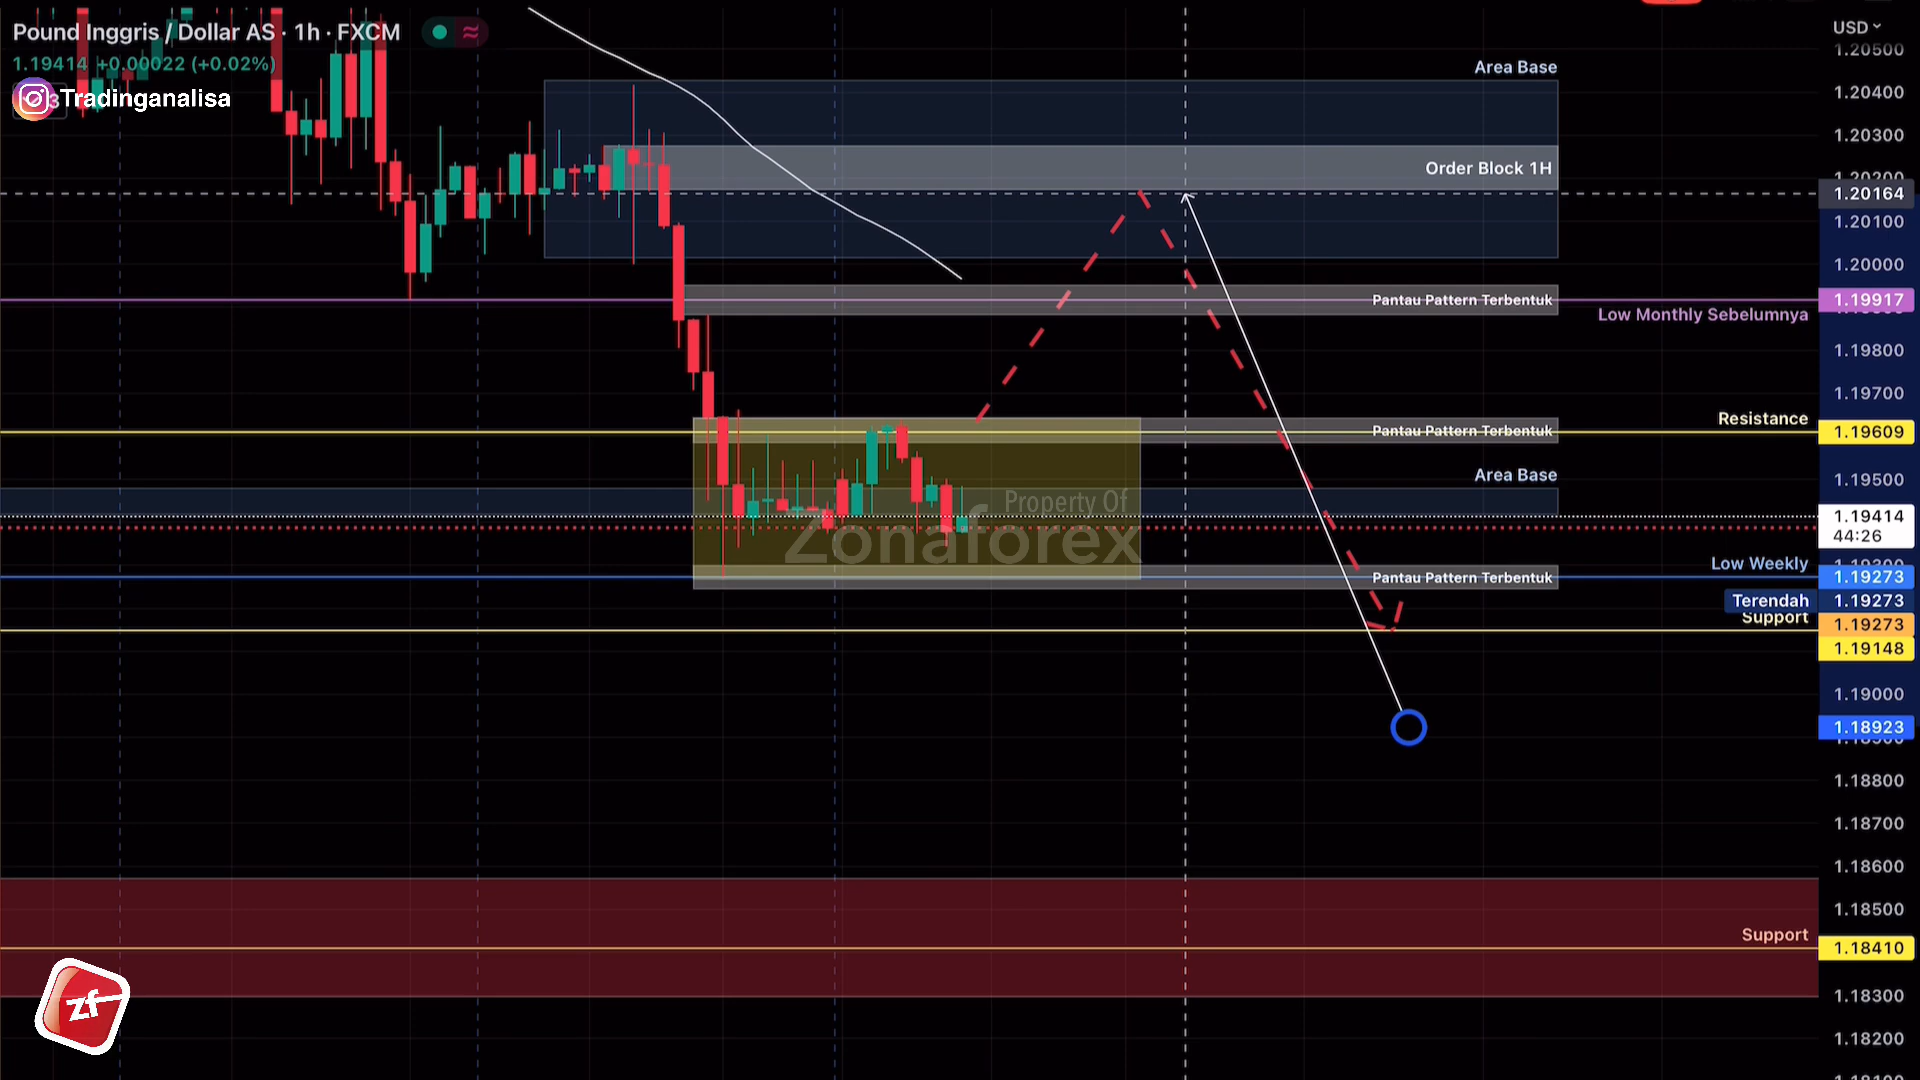 Pound Inggris / Dollar AS · 1h · FXCM
1.19414 +0.00022 (+0.02%)
Tradinganalisa
USD
1.20500
Area Base
1.20400
1.20300
Order Block 1H
1.20200
1.20164
1.20100
1.20000
Pantau Pattern Terbentuk
1.19917
Low Monthly Sebelumnya
1.19800
1.19700
Resistance
Pantau Pattern Terbentuk
1.19609
Area Base
1.19500
Property Of
Zonaforex
1.19414
44:26
Low Weekly
Pantau Pattern Terbentuk
1.19273
Terendah
1.19273
Support
1.19273
1.19148
1.19000
1.18923
1.18800
1.18700
1.18600
1.18500
Support
1.18410
zf
1.18300
1.18200